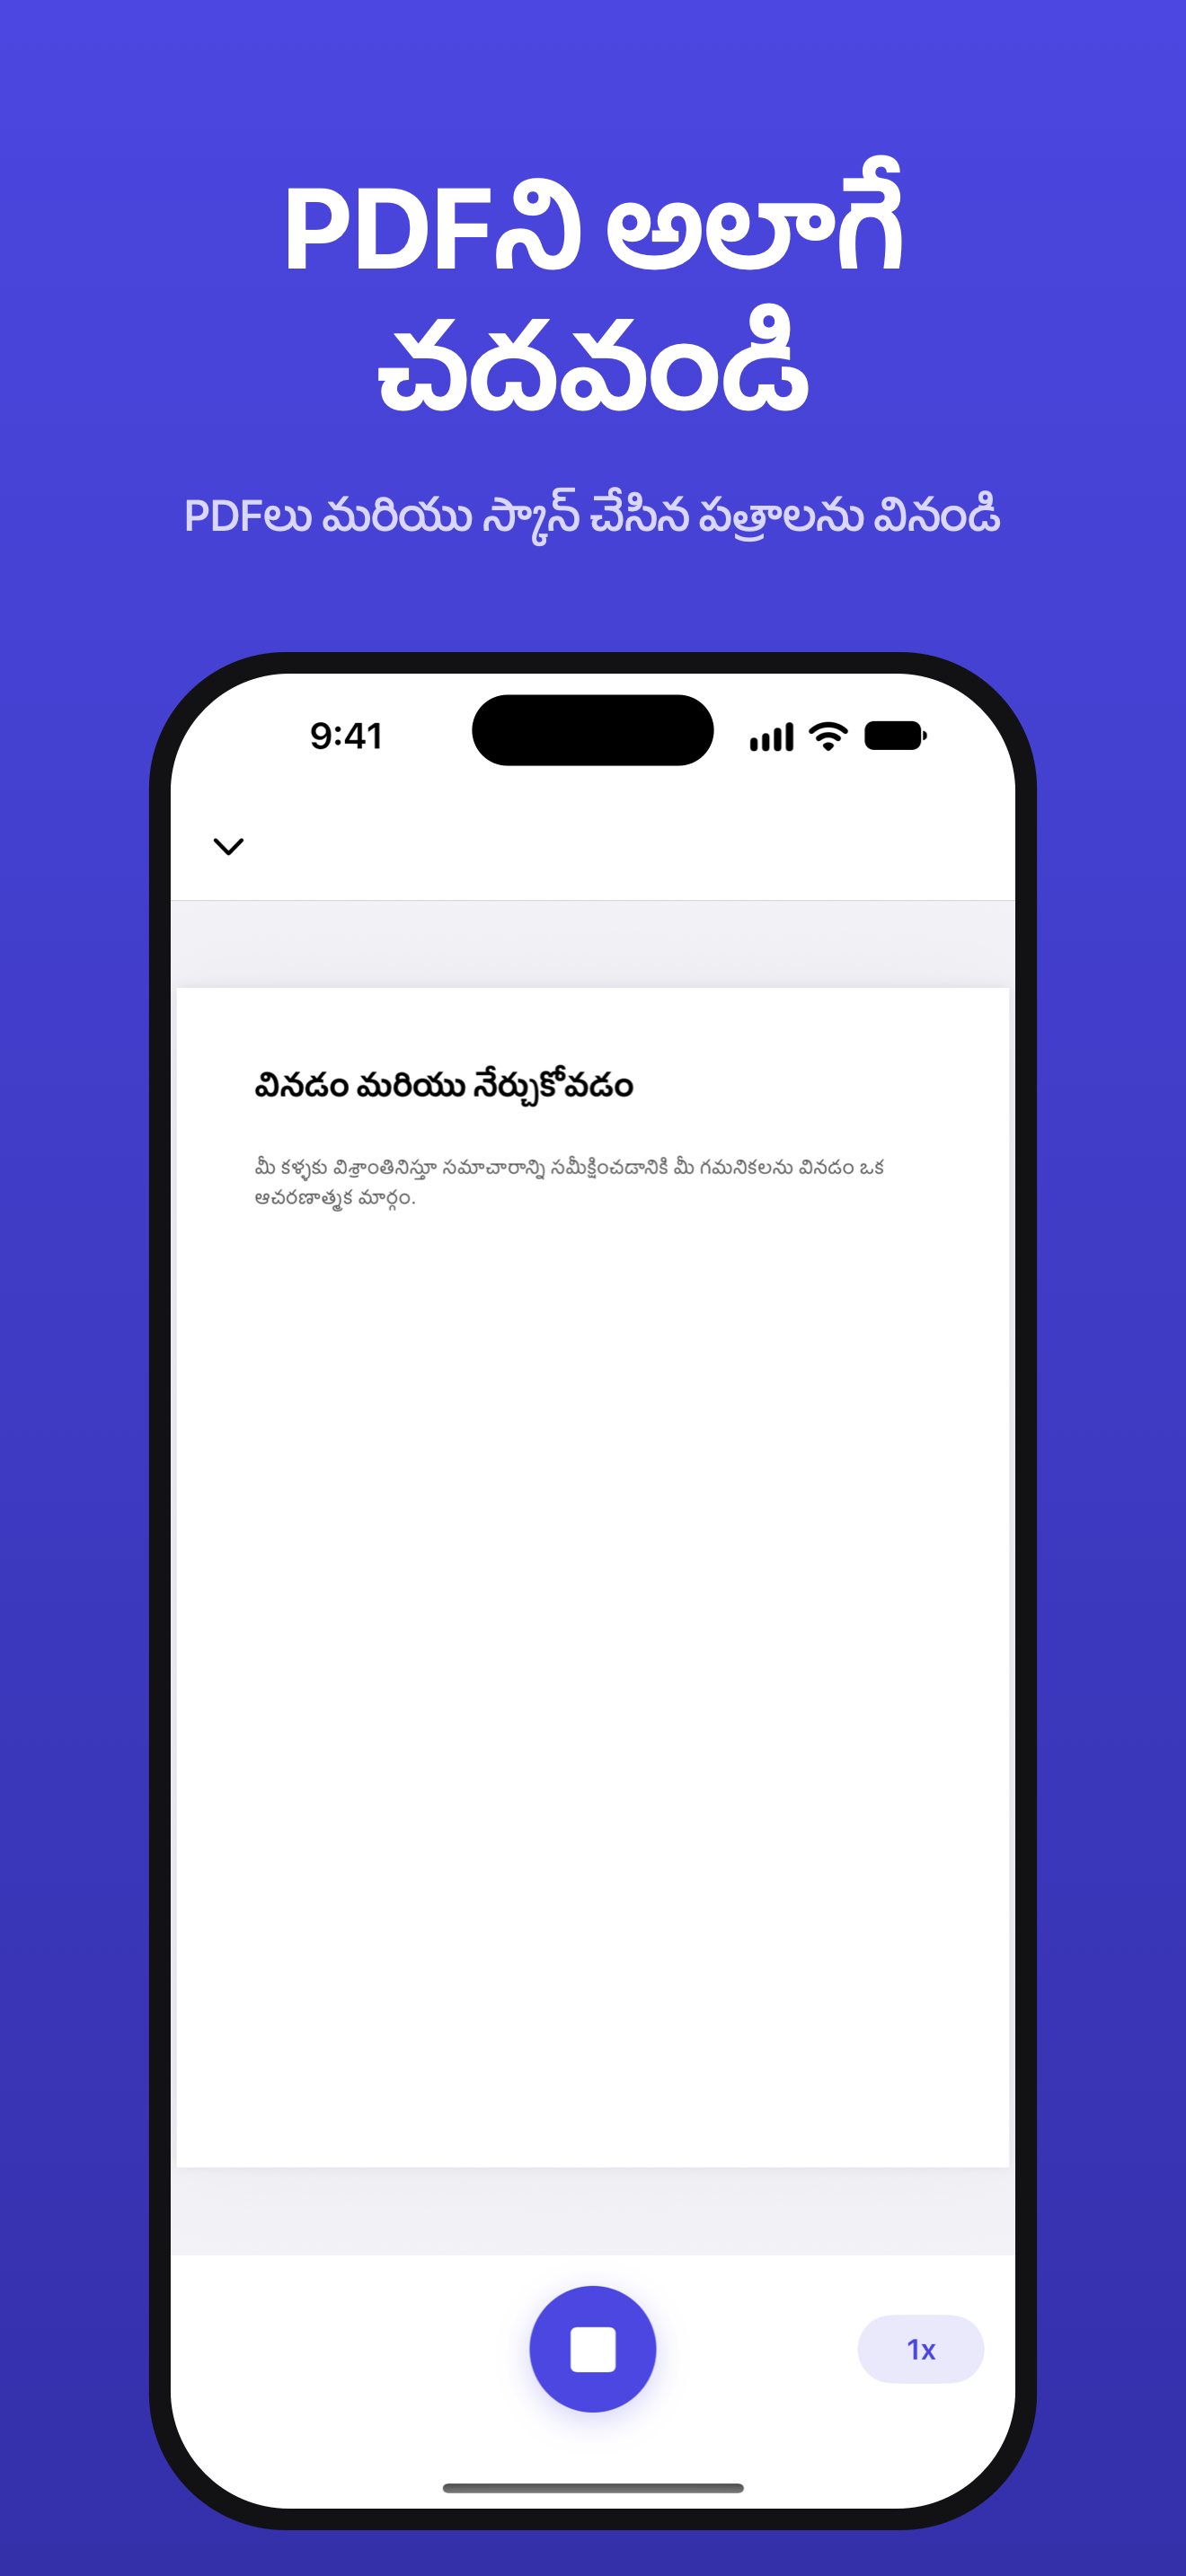 PDFని అలాగే
చదవండి
PDFలు మరియు స్కాన్ చేసిన పత్రాలను వినండి
9:41
వినడం మరియు నేర్చుకోవడం
మీ కళ్ళకు విశ్రాంతినిస్తూ సమాచారాన్ని సమీక్షించడానికి మీ గమనికలను వినడం ఒక
ఆచరణాత్మక మార్గం.
1x